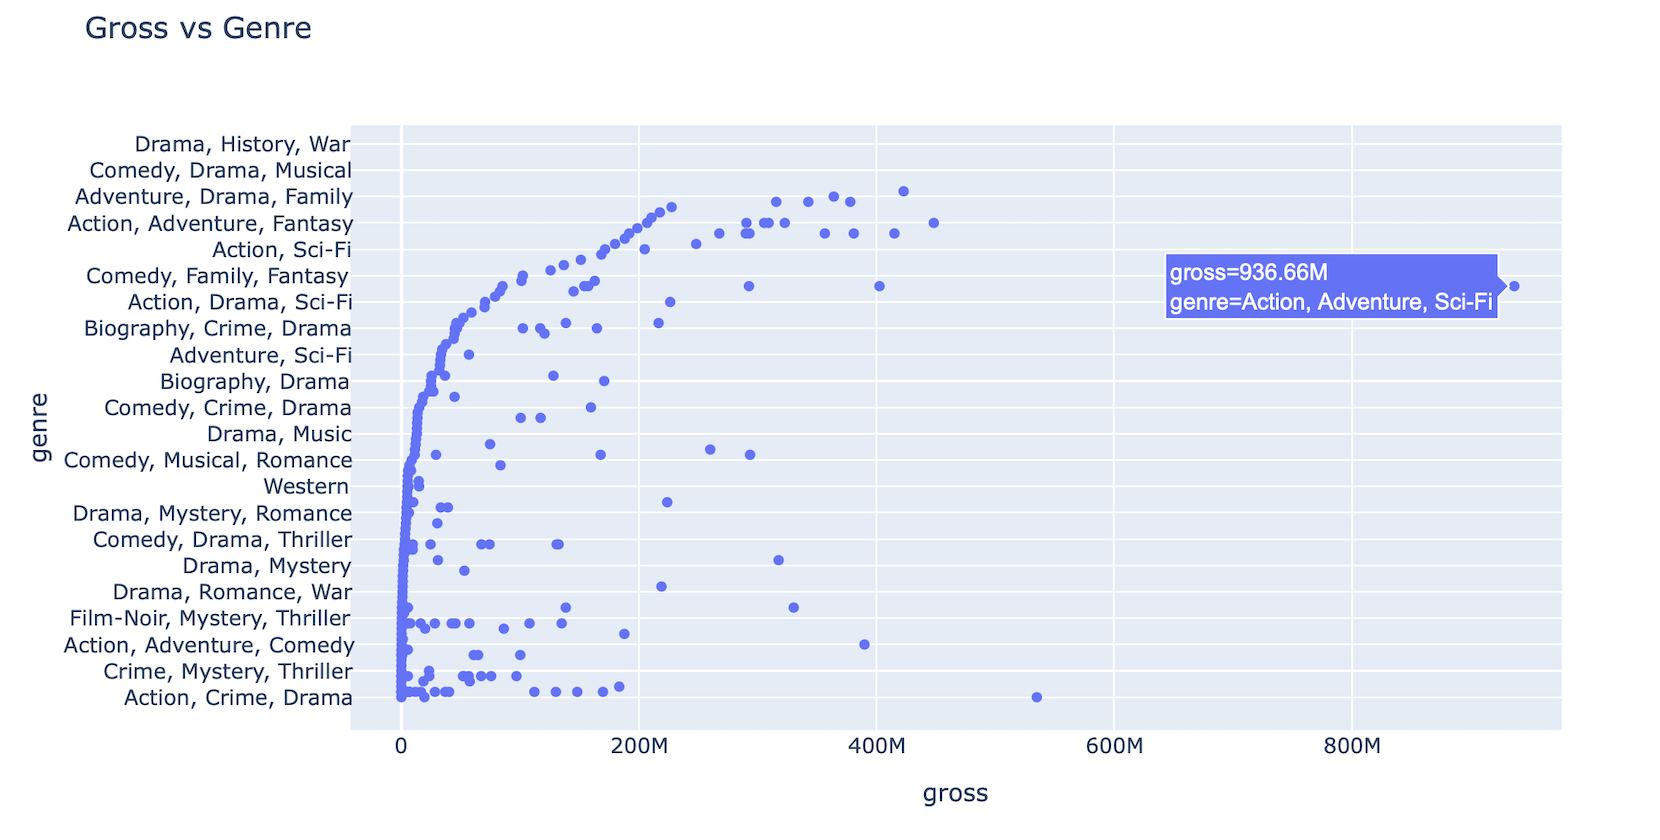 Gross vs Genre
Drama, History, War
Comedy, Drama, Musical
Adventure, Drama, Family
Action, Adventure, Fantasy
Action, Sci-Fi
Comedy, Family, Fantasy
Action, Drama, Sci-Fi
Biography, Crime, Drama
Adventure, Sci-Fi
Biography, Drama
Comedy, Crime, Drama
Drama, Music
Comedy, Musical, Romance
Western
Drama, Mystery, Romance
Comedy, Drama, Thriller
Drama, Mystery
Drama, Romance, War
Film-Noir, Mystery, Thriller
Action, Adventure, Comedy
Crime, Mystery, Thriller
Action, Crime, Drama
genre
gross=936.66M
genre=Action, Adventure, Sci-Fi
0 200M 400M 600M 800M
gross